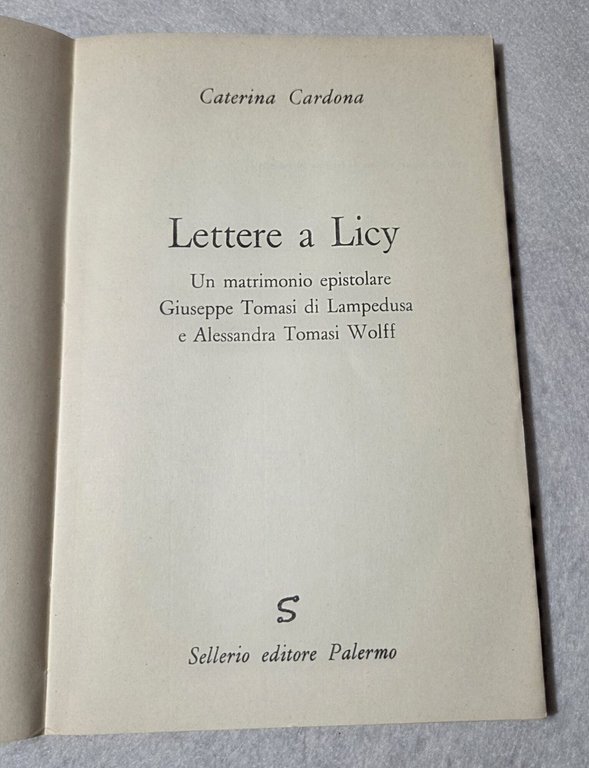 Caterina Cardona
Lettere a Licy
Un matrimonio epistolare
Giuseppe Tomasi di Lampedusa
e Alessandra Tomasi Wolff
S
Sellerio editore Palermo